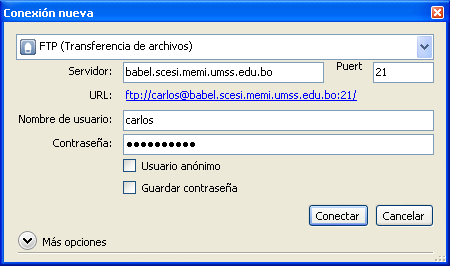 Conexión nueva
FTP (Transferencia de archivos)
Servidor: babel.scesi.memi.umss.edu.bo Puert 21
URL: ftp://carlos@babel.scesi.memi.umss.edu.bo:21/
Nombre de usuario: carlos
Contraseña: ●●●●●●●●●●
Usuario anónimo
Guardar contraseña
Conectar Cancelar
Más opciones